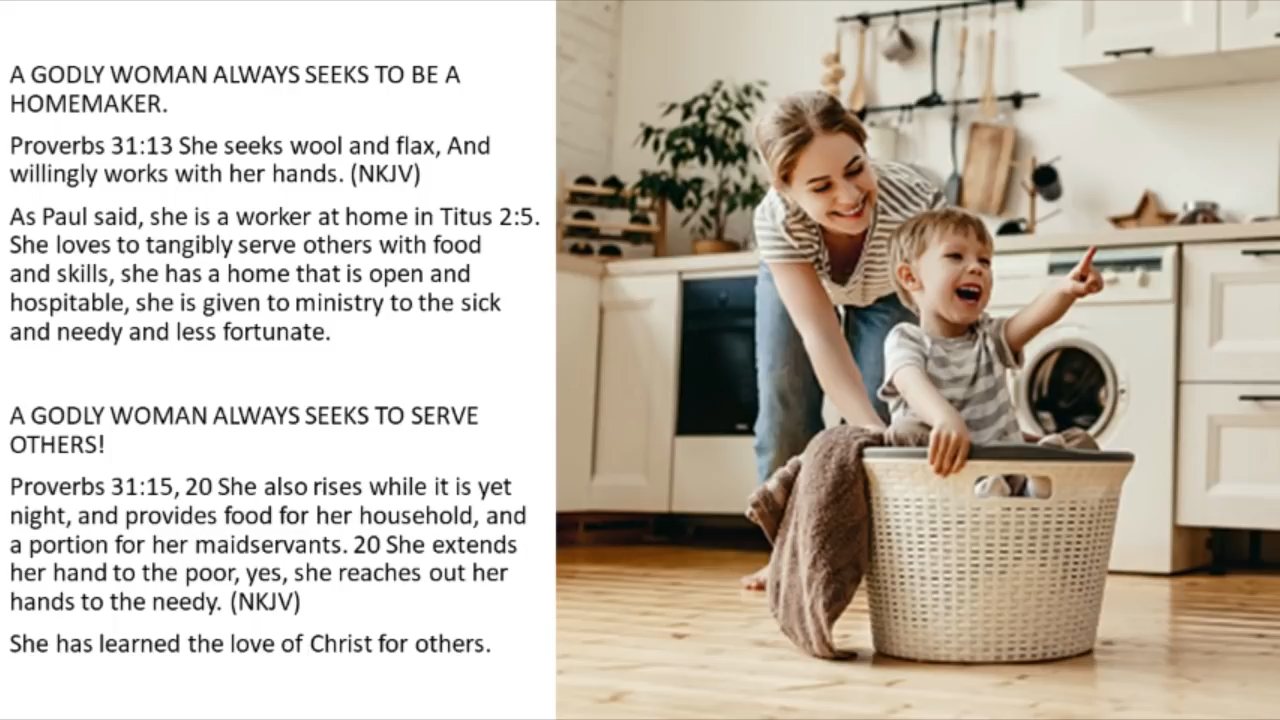 A GODLY WOMAN ALWAYS SEEKS TO BE A
HOMEMAKER.
Proverbs 31:13 She seeks wool and flax, And
willingly works with her hands. (NKJV)
As Paul said, she is a worker at home in Titus 2:5.
She loves to tangibly serve others with food
and skills, she has a home that is open and
hospitable, she is given to ministry to the sick
and needy and less fortunate.
A GODLY WOMAN ALWAYS SEEKS TO SERVE
OTHERS!
Proverbs 31:15, 20 She also rises while it is yet
night, and provides food for her household, and
a portion for her maidservants. 20 She extends
her hand to the poor, yes, she reaches out her
hands to the needy. (NKJV)
She has learned the love of Christ for others.